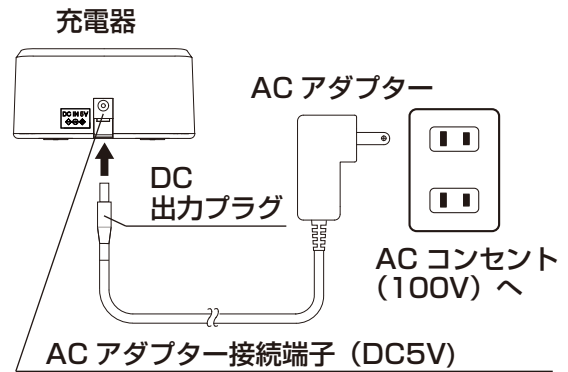 充電器
AC アダプター
DC IN 5V
DC
出力プラグ
AC コンセント
（100V）へ
AC アダプター接続端子（DC5V）